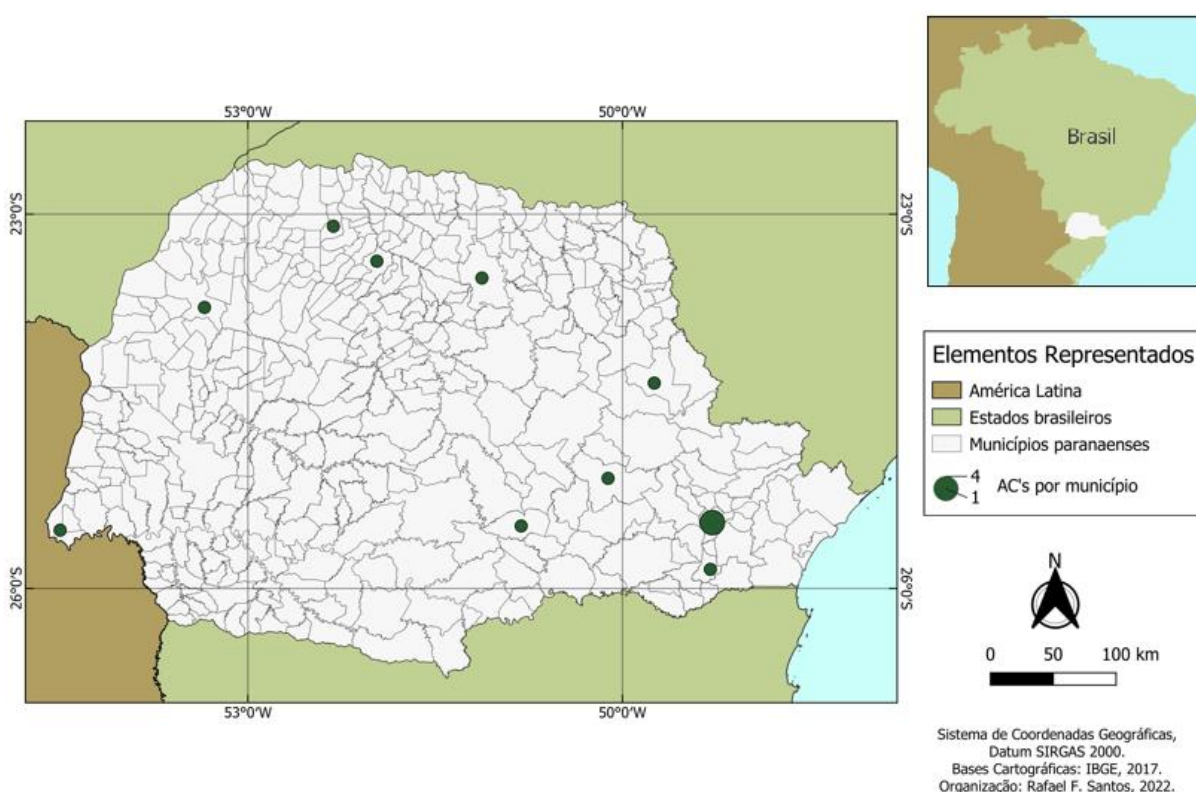 53°0'W
50°0'W
23°0'S
23°0'S
26°0'S
26°0'S
53°0'W
50°0'W
Brasil
Elementos Representados
América Latina
Estados brasileiros
Municípios paranaenses
4
1
AC's por município
N
0 50 100 km
Sistema de Coordenadas Geográficas,
Datum SIRGAS 2000.
Bases Cartográficas: IBGE, 2017.
Organização: Rafael F. Santos, 2022.